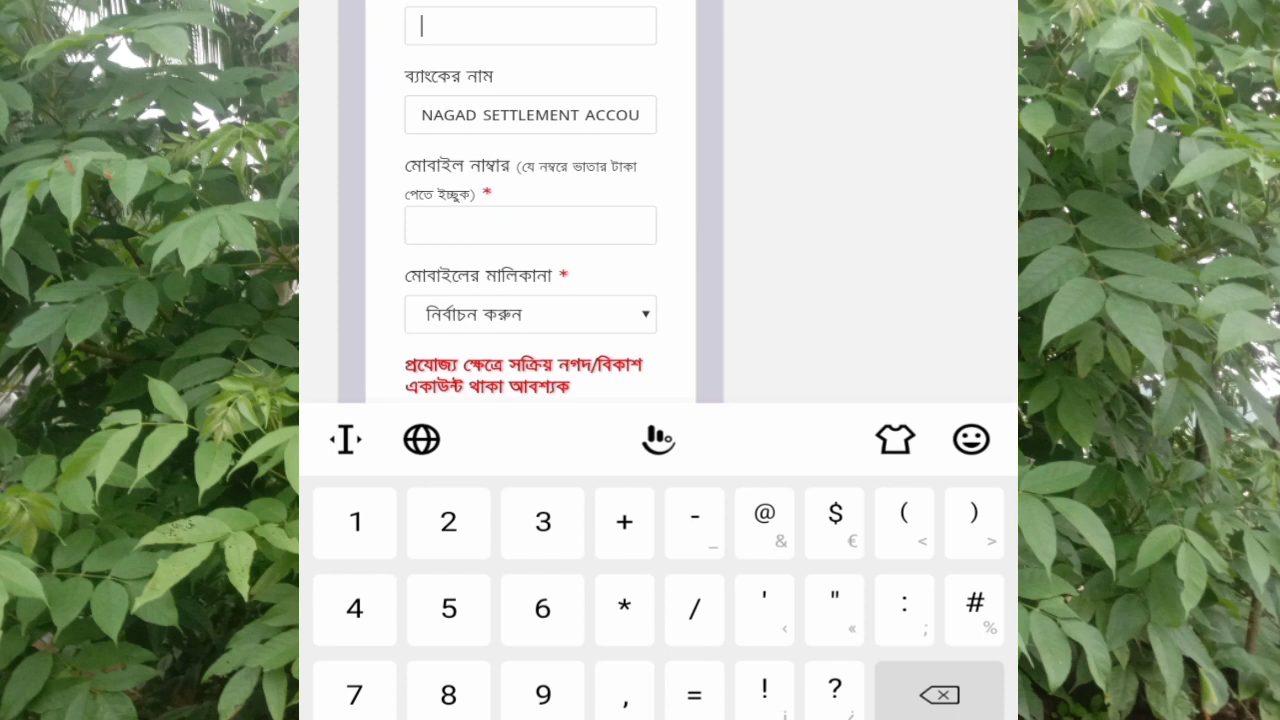 ব্যাংকের নাম
NAGAD SETTLEMENT ACCOU
মোবাইল নাম্বার (যে নম্বরে ভাতার টাকা
পেতে ইচ্ছুক) *
মোবাইলের মালিকানা *
নির্বাচন করুন
প্রযোজ্য ক্ষেত্রে সক্রিয় নগদ/বিকাশ
একাউন্ট থাকা আবশ্যক
1 2 3 + - _ @ & $ € ( < ) >
4 5 6 * / ' ‹ " « : ; # %
7 8 9 , = ! ¡ ? ¿